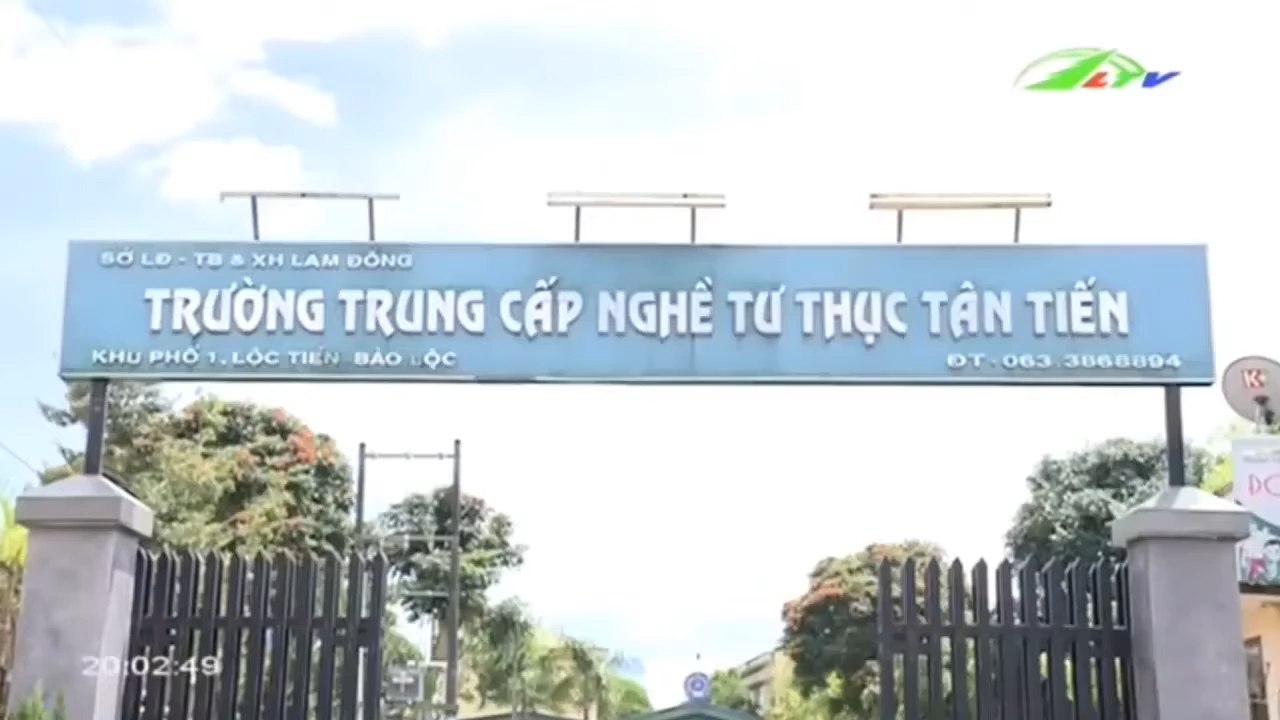 LTV
SỞ LĐ - TB & XH LAM ĐỒNG
TRƯỜNG TRUNG CẤP NGHỀ TƯ THỤC TÂN TIẾN
KHU PHỐ 1, LỘC TIẾN, BẢO LỘC
ĐT: 063.3868894
K+
20:02:49